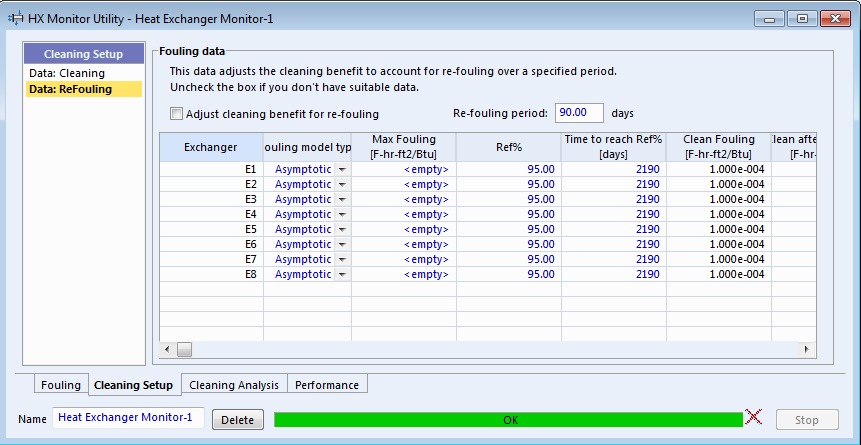 HX Monitor Utility - Heat Exchanger Monitor-1
Cleaning Setup
Data: Cleaning
Data: ReFouling
Fouling data
This data adjusts the cleaning benefit to account for re-fouling over a specified period.
Uncheck the box if you don't have suitable data.
Adjust cleaning benefit for re-fouling Re-fouling period: 90.00 days
Exchanger ouling model typ Max Fouling [F-hr-ft2/Btu] Ref% Time to reach Ref% [days] Clean Fouling [F-hr-ft2/Btu] lean afte [F-hr-
E1 Asymptotic <empty> 95.00 2190 1.000e-004
E2 Asymptotic <empty> 95.00 2190 1.000e-004
E3 Asymptotic <empty> 95.00 2190 1.000e-004
E4 Asymptotic <empty> 95.00 2190 1.000e-004
E5 Asymptotic <empty> 95.00 2190 1.000e-004
E6 Asymptotic <empty> 95.00 2190 1.000e-004
E7 Asymptotic <empty> 95.00 2190 1.000e-004
E8 Asymptotic <empty> 95.00 2190 1.000e-004
Fouling Cleaning Setup Cleaning Analysis Performance
Name Heat Exchanger Monitor-1 Delete OK Stop